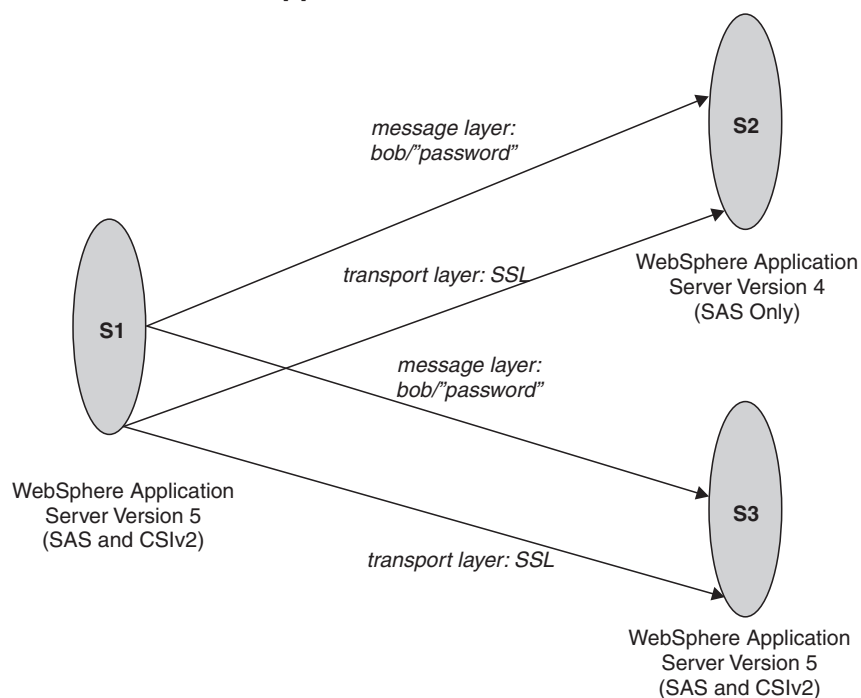 message layer:
bob/”password”
S2
WebSphere Application
Server Version 4
(SAS Only)
transport layer: SSL
S1
message layer:
bob/”password”
WebSphere Application
Server Version 5
(SAS and CSIv2)
S3
transport layer: SSL
WebSphere Application
Server Version 5
(SAS and CSIv2)